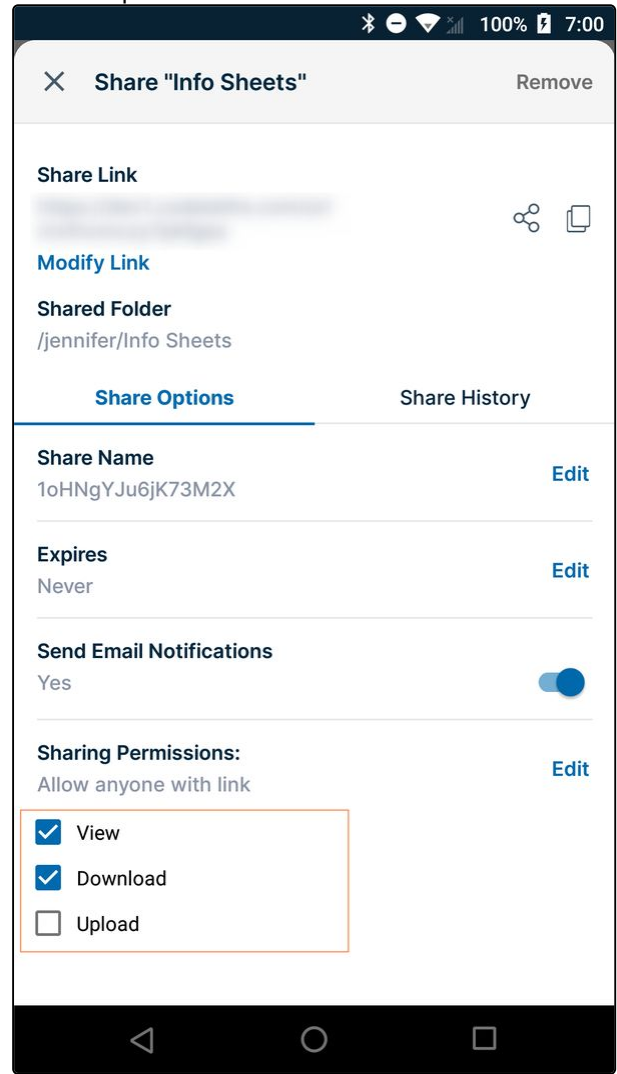 100% 7:00
Share "Info Sheets" Remove
Share Link
Modify Link
Shared Folder
/jennifer/Info Sheets
Share Options Share History
Share Name
1oHNgYJu6jK73M2X
Edit
Expires
Never
Edit
Send Email Notifications
Yes
Sharing Permissions:
Allow anyone with link
Edit
View
Download
Upload